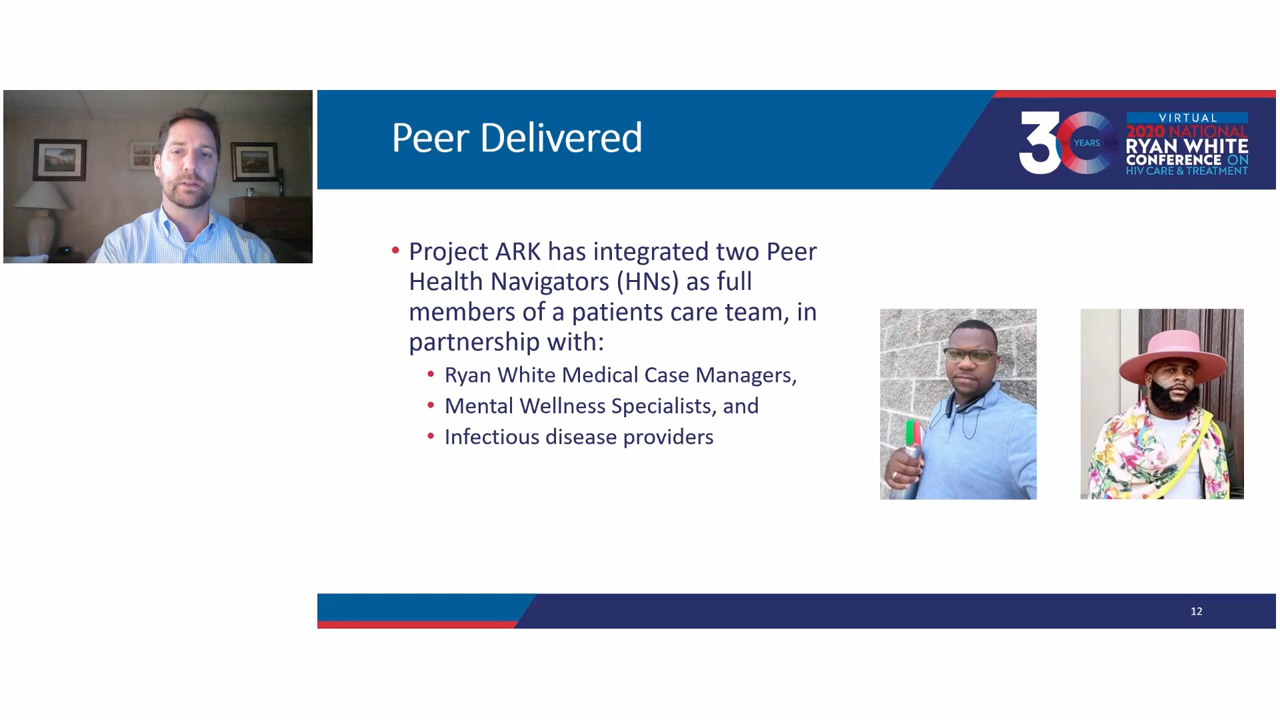 Peer Delivered
30
YEARS
VIRTUAL
2020 NATIONAL
RYAN WHITE
CONFERENCE ON
HIV CARE & TREATMENT
• Project ARK has integrated two Peer
Health Navigators (HNs) as full
members of a patients care team, in
partnership with:
• Ryan White Medical Case Managers,
• Mental Wellness Specialists, and
• Infectious disease providers
12